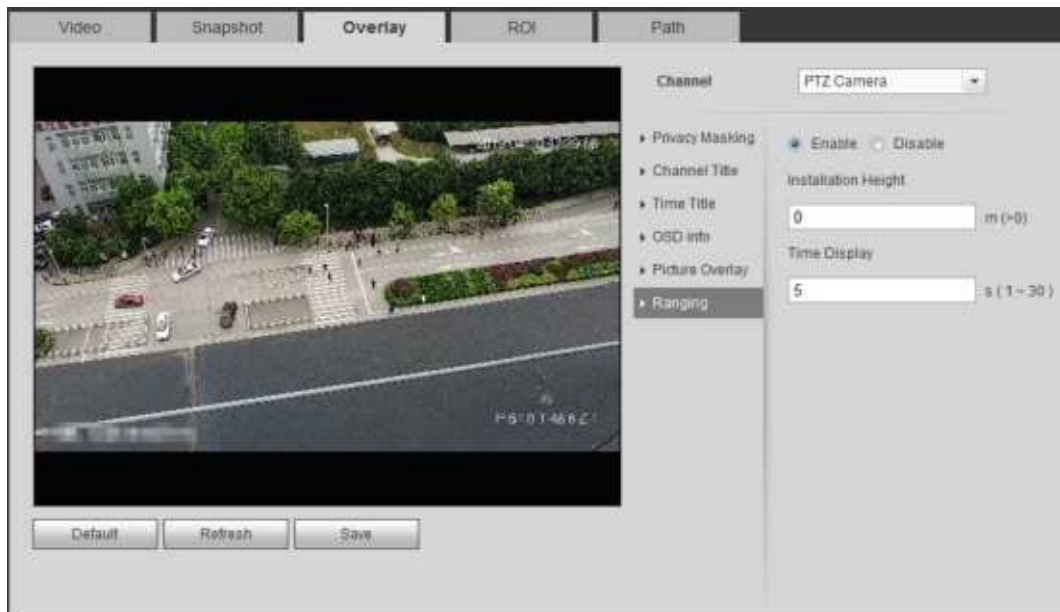 Video Snapshot Overlay ROI Path
Channel PTZ Camera
Privacy Masking
Channel Title
Time Title
OSD info
Picture Overlay
Ranging
Enable Disable
Installation Height
0 m (>0)
Time Display
5 s ( 1 ~ 30 )
Default Refresh Save